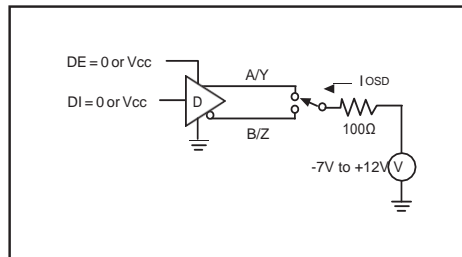 DE = 0 or Vcc
A/Y
IOSD
DI = 0 or Vcc
D
100Ω
B/Z
-7V to +12V
V